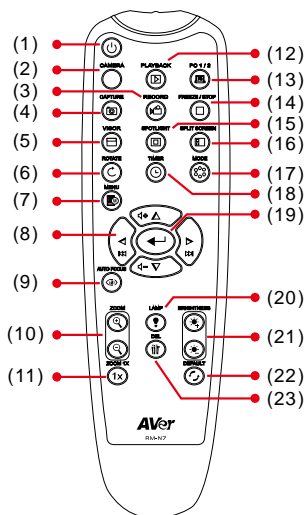 (1)
PLAYBACK
(12)
(2)
CAMERA
PC 1 / 2
(13)
(3)
RECORD
(4)
CAPTURE
FREEZE / STOP
(14)
(15)
(5)
VISOR
SPOTLIGHT
SPLIT SCREEN
(16)
(6)
ROTATE
TIMER
MODE
(17)
(18)
(7)
MENU
(19)
(8)
(9)
AUTO FOCUS
(20)
ZOOM
LAMP
BRIGHTNESS
(10)
(21)
DEL
ZOOM 1X
DEFAULT
(11)
1x
(22)
(23)
AVer
RM-N7